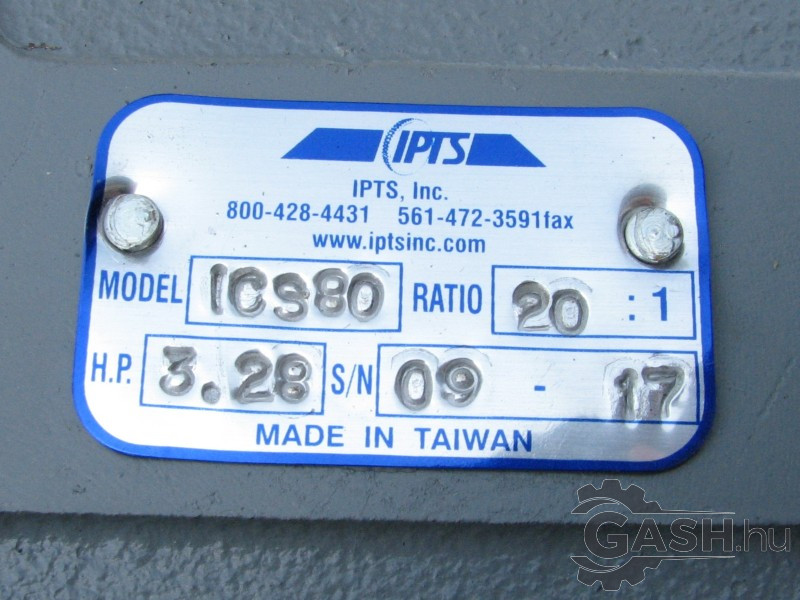 IPTS
IPTS, Inc.
800-428-4431 561-472-3591fax
www.iptsinc.com
MODEL ICS80 RATIO 20 : 1
H.P. 3.28 S/N 09 - 17
MADE IN TAIWAN
GASH.hu